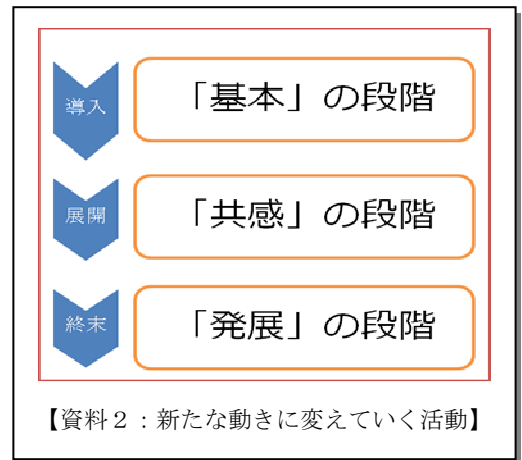 導入
「基本」の段階
展開
「共感」の段階
終末
「発展」の段階
【資料２：新たな動きに変えていく活動】